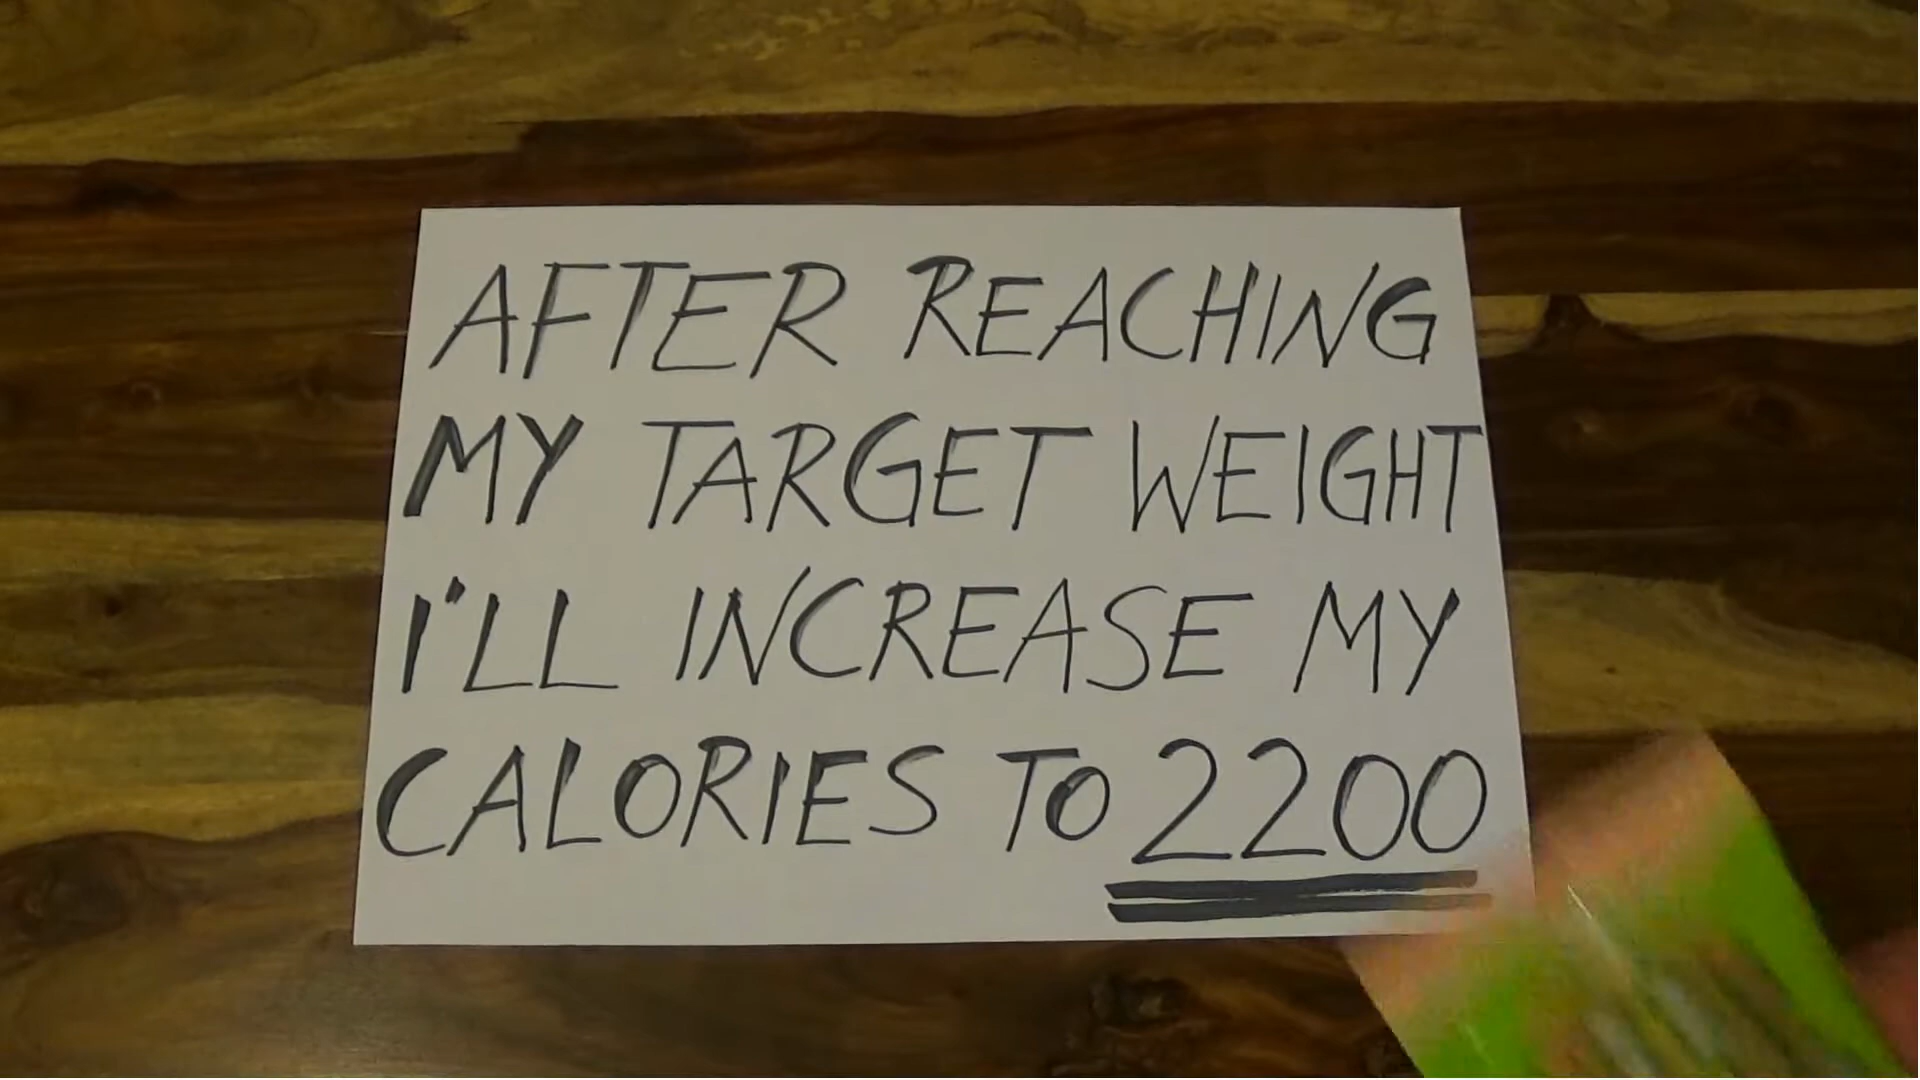 AFTER REACHING
MY TARGET WEIGHT
I'LL INCREASE MY
CALORIES TO 2200